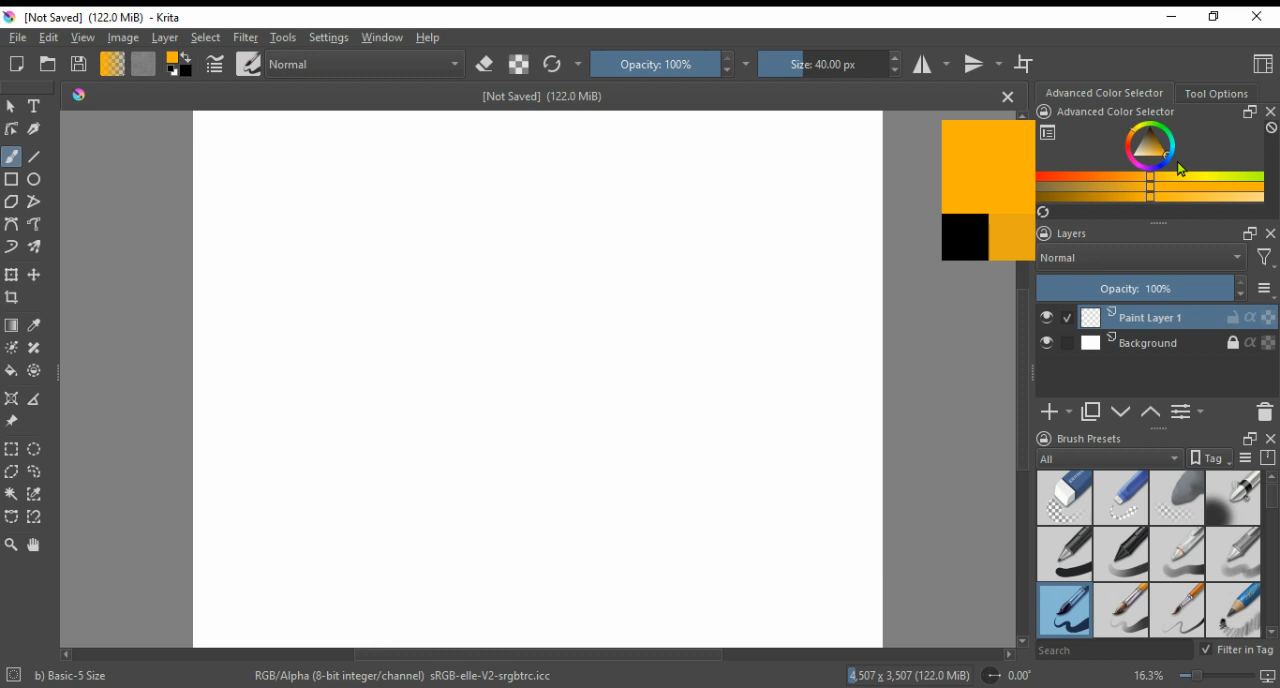 [Not Saved] (122.0 MiB) - Krita
File Edit View Image Layer Select Filter Tools Settings Window Help
Normal Opacity: 100% Size: 40.00 px
[Not Saved] (122.0 MiB)
Advanced Color Selector Tool Options
Advanced Color Selector
Layers
Normal
Opacity: 100%
Paint Layer 1
Background
Brush Presets
All Tag
Search Filter in Tag
b) Basic-5 Size RGB/Alpha (8-bit integer/channel) sRGB-elle-V2-srgbtrc.icc 4,507 x 3,507 (122.0 MiB) 0.00° 16.3%